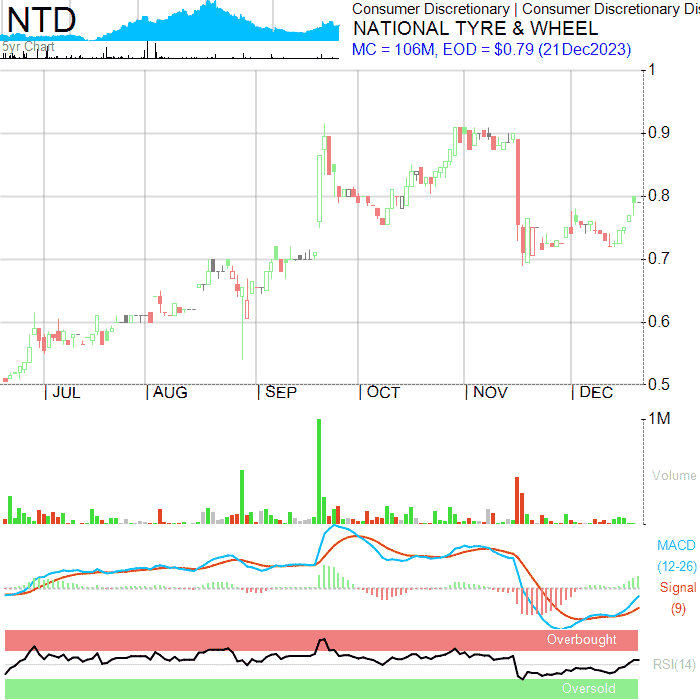 NTD
5yr Chart
Consumer Discretionary | Consumer Discretionary Dis
NATIONAL TYRE & WHEEL
MC = 106M, EOD = $0.79 (21Dec2023)
1
0.9
0.8
0.7
0.6
0.5
JUL
AUG
SEP
OCT
NOV
DEC
1M
Volume
MACD
(12-26)
Signal
(9)
Overbought
RSI(14)
Oversold